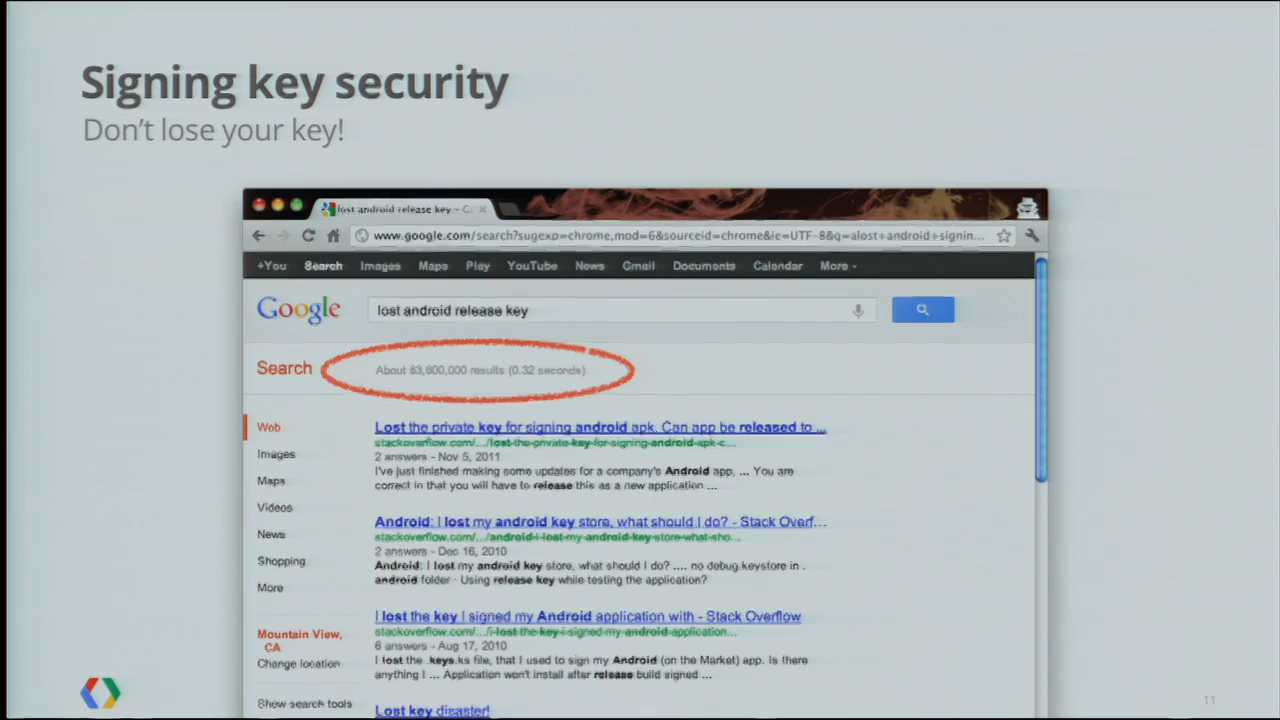 Signing key security
Don't lose your key!
lost android release key - G
www.google.com/search?sugexp=chrome,mod=6&sourceid=chrome&ie=UTF-8&q=alost+android+signin...
+You Search Images Maps Play YouTube News Gmail Documents Calendar More
Google lost android release key
Search About 83,600,000 results (0.32 seconds)
Web
Images
Maps
Videos
News
Shopping
More
Mountain View,
CA
Change location
Show search tools
Lost the private key for signing android apk. Can app be released to ...
stackoverflow.com/.../lost-the-private-key-for-signing-android-apk-c...
2 answers - Nov 5, 2011
I've just finished making some updates for a company's Android app, ... You are
correct in that you will have to release this as a new application ...
Android: I lost my android key store, what should I do? - Stack Overf...
stackoverflow.com/.../android-i-lost-my-android-key-store-what-sho...
2 answers - Dec 16, 2010
Android: I lost my android key store, what should I do? .... no debug.keystore in .
android folder · Using release key while testing the application?
I lost the key i signed my Android application with - Stack Overflow
stackoverflow.com/.../i-lost-the-key-i-signed-my-android-application...
6 answers - Aug 17, 2010
I lost the .keys.ks file, that I used to sign my Android (on the Market) app. Is there
anything I ... Application won't install after release build signed ...
Lost key disaster!
11